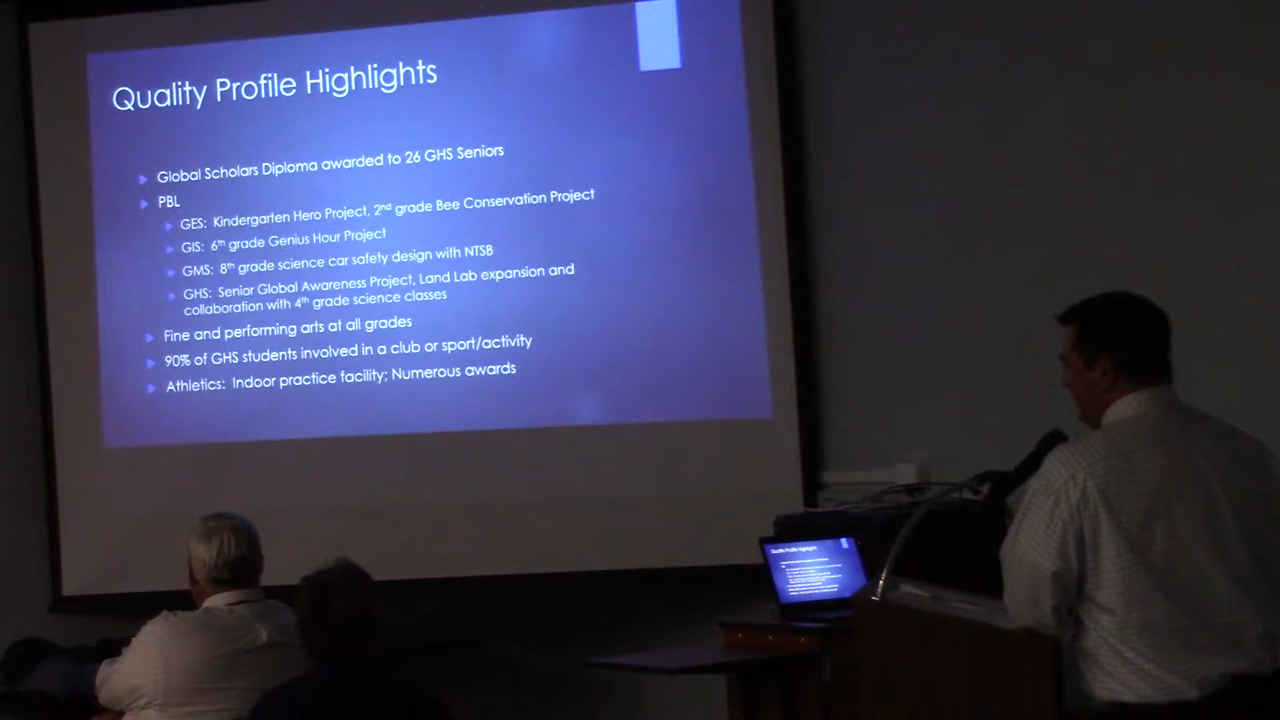 Quality Profile Highlights
Global Scholars Diploma awarded to 26 GHS Seniors
PBL
GES: Kindergarten Hero Project, 2nd grade Bee Conservation Project
GIS: 6th grade Genius Hour Project
GMS: 8th grade science car safety design with NTSB
GHS: Senior Global Awareness Project, Land Lab expansion and
collaboration with 4th grade science classes
Fine and performing arts at all grades
90% of GHS students involved in a club or sport/activity
Athletics: Indoor practice facility; Numerous awards
Quality Profile Highlights